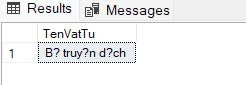 Results Messages
TenVatTu
1 B? truy?n d?ch